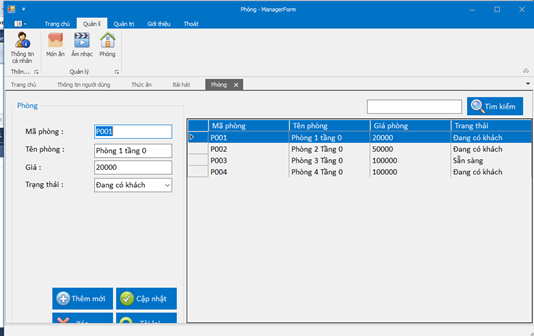 Phòng - ManagerForm
Trang chủ Quản lí Quản trị Giới thiệu Thoát
Thông tin cá nhân Món ăn Âm nhạc Phòng
Thôn... Quản lý
Trang chủ Thông tin người dùng Thức ăn Bài hát Phòng
Phòng
Tìm kiếm
Mã phòng : P001
Tên phòng : Phòng 1 tầng 0
Giá : 20000
Trạng thái : Đang có khách
Mã phòng Tên phòng Giá phòng Trang thái
P001 Phòng 1 tầng 0 20000 Đang có khách
P002 Phòng 2 Tầng 0 50000 Đang có khách
P003 Phòng 3 Tầng 0 100000 Sẵn sàng
P004 Phòng 4 Tầng 0 100000 Đang có khách
Thêm mới Cập nhật